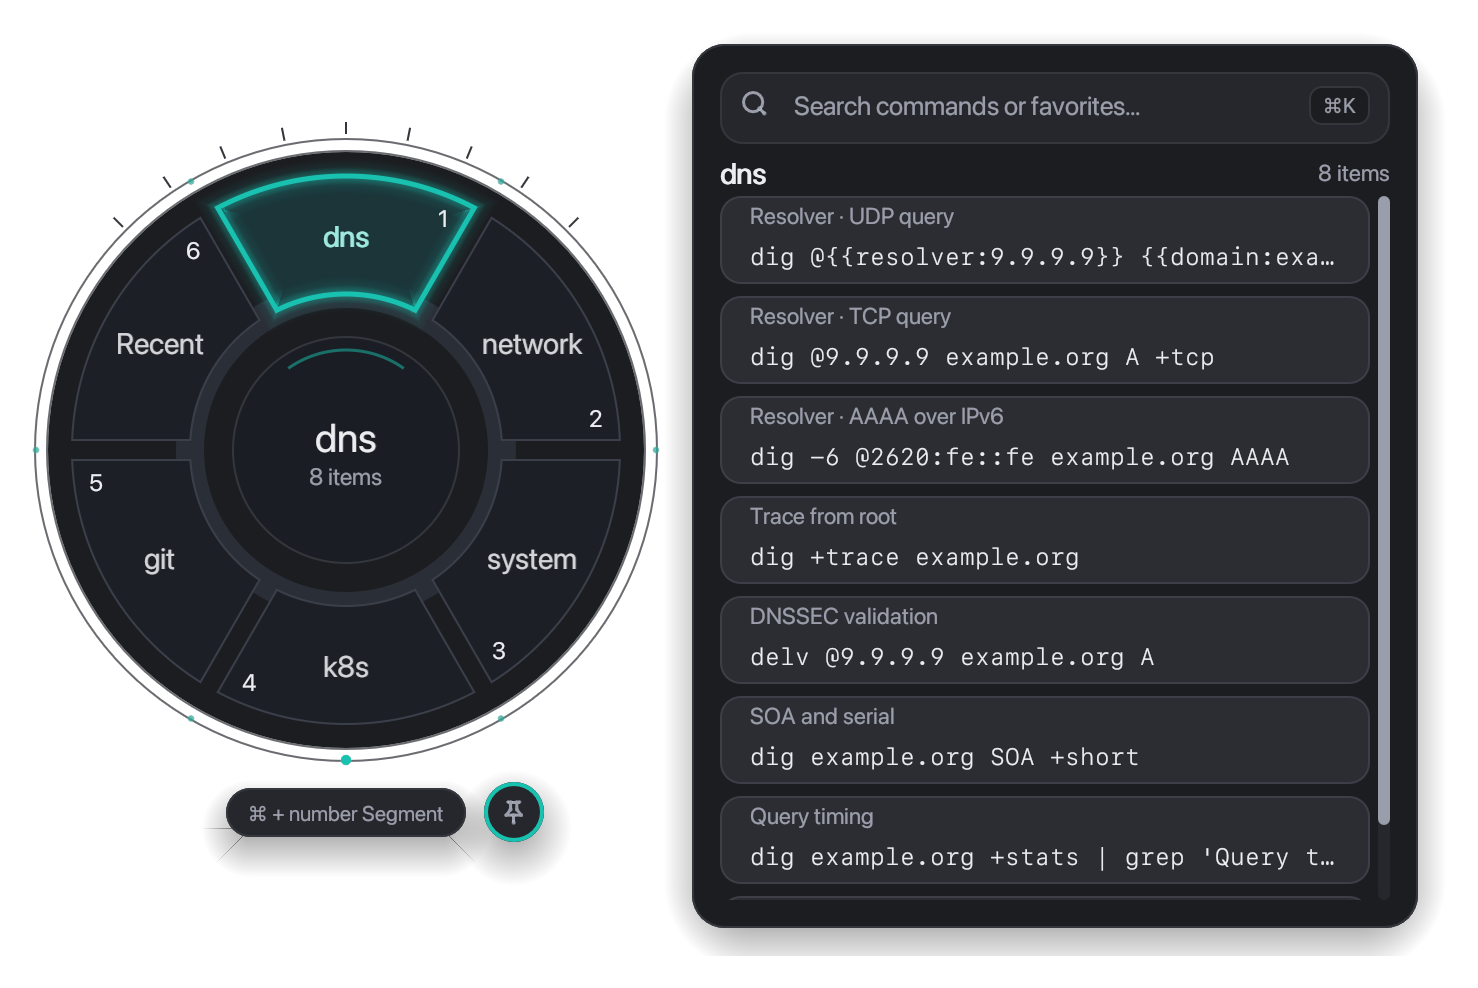 dns
1
6
Recent
network
2
dns
8 items
5
git
system
3
k8s
4
⌘ + number Segment
Search commands or favorites...
⌘K
dns
8 items
Resolver · UDP query
dig @{{resolver:9.9.9.9}} {{domain:exa…
Resolver · TCP query
dig @9.9.9.9 example.org A +tcp
Resolver · AAAA over IPv6
dig -6 @2620:fe::fe example.org AAAA
Trace from root
dig +trace example.org
DNSSEC validation
delv @9.9.9.9 example.org A
SOA and serial
dig example.org SOA +short
Query timing
dig example.org +stats | grep 'Query t…